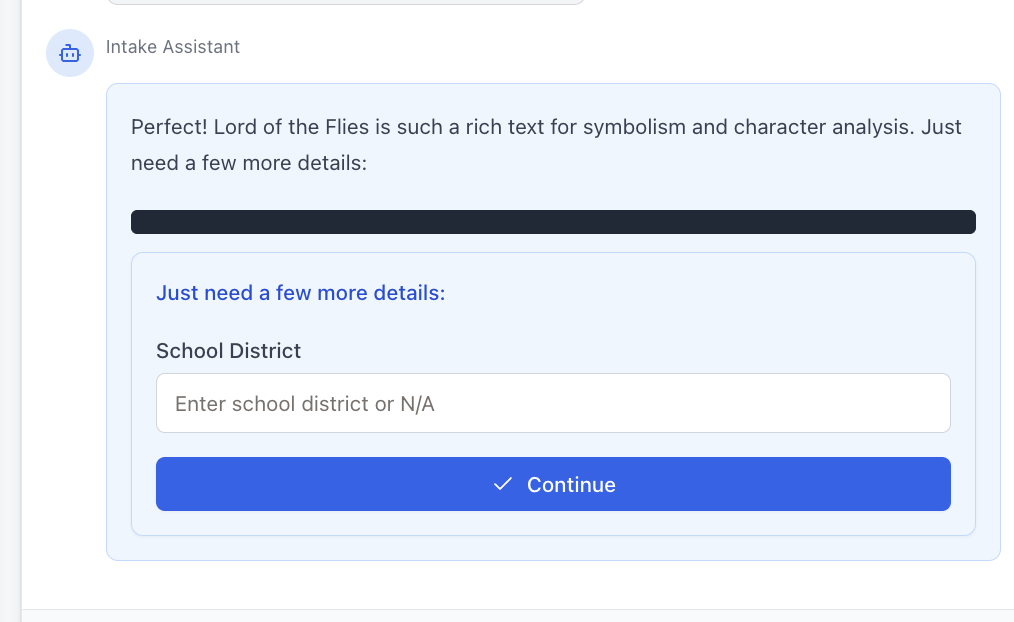 Intake Assistant
Perfect! Lord of the Flies is such a rich text for symbolism and character analysis. Just
need a few more details:
Just need a few more details:
School District
Enter school district or N/A
Continue